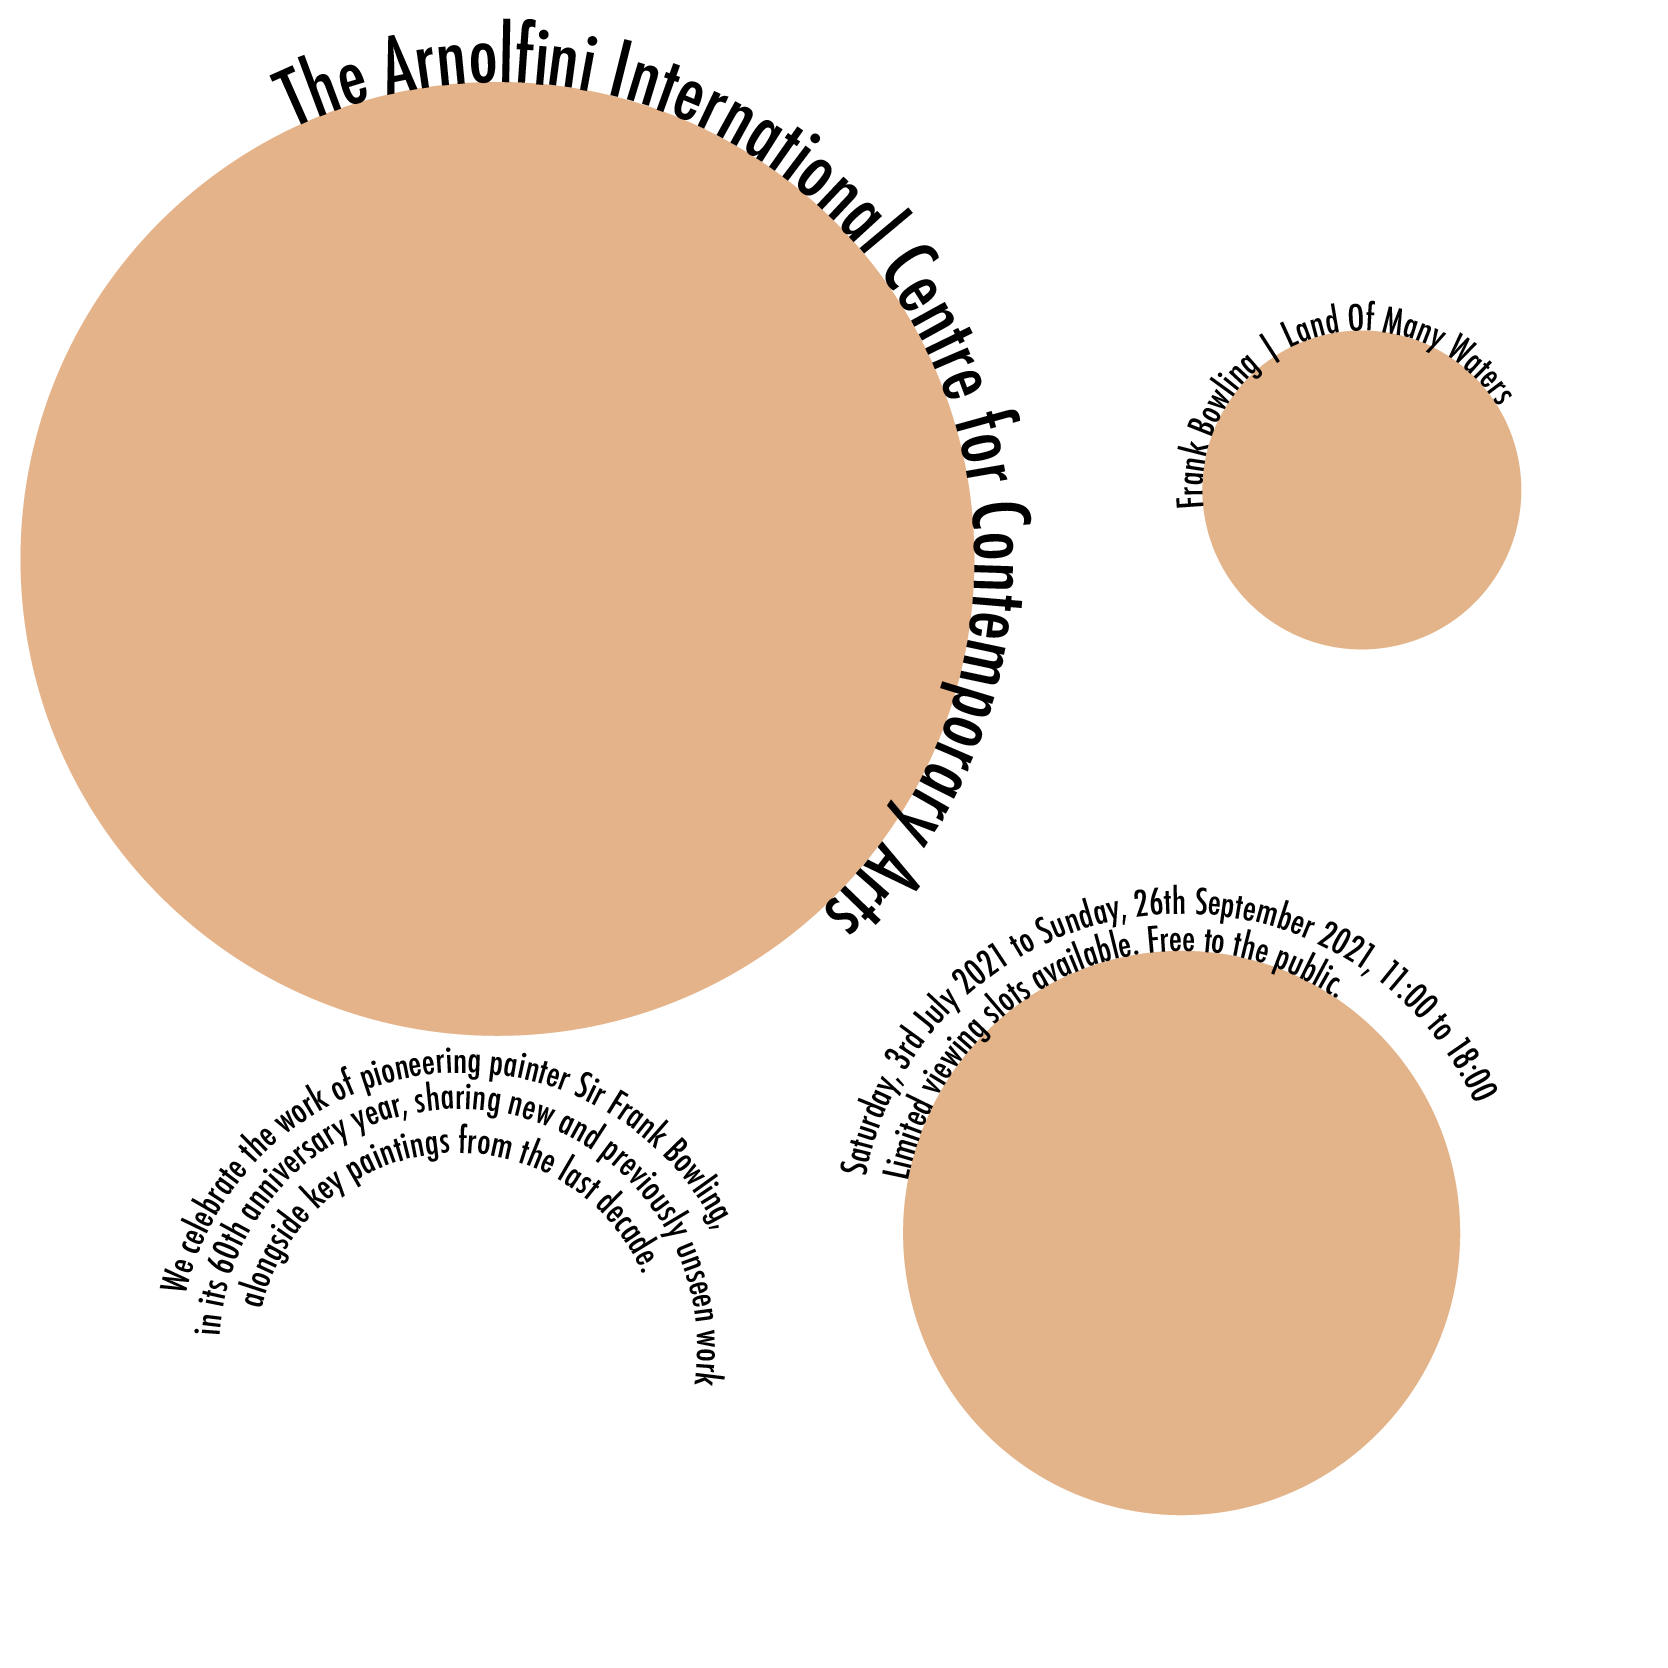 The Arnolfini International Centre for Contemporary Arts
Frank Bowling | Land Of Many Waters
Saturday, 3rd July 2021 to Sunday, 26th September 2021, 11:00 to 18:00
Limited viewing slots available. Free to the public.
We celebrate the work of pioneering painter Sir Frank Bowling,
in its 60th anniversary year, sharing new and previously unseen work
alongside key paintings from the last decade.